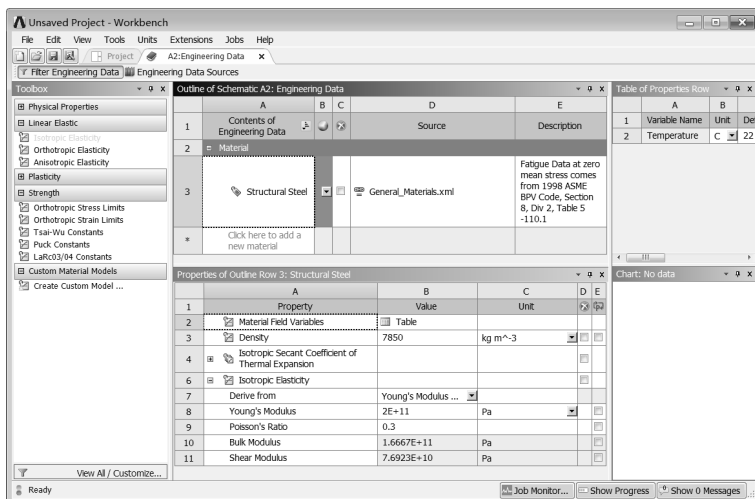 Unsaved Project - Workbench
File Edit View Tools Units Extensions Jobs Help
Project A2:Engineering Data
Filter Engineering Data Engineering Data Sources
Toolbox
Physical Properties
Linear Elastic
Isotropic Elasticity
Orthotropic Elasticity
Anisotropic Elasticity
Plasticity
Strength
Orthotropic Stress Limits
Orthotropic Strain Limits
Tsai-Wu Constants
Puck Constants
LaRc03/04 Constants
Custom Material Models
Create Custom Model ...
View All / Customize...
Outline of Schematic A2: Engineering Data
A B C D E
1 Contents of Engineering Data Source Description
2 Material
3 Structural Steel General_Materials.xml
Fatigue Data at zero
mean stress comes
from 1998 ASME
BPV Code, Section
8, Div 2, Table 5
-110.1
* Click here to add a
new material
Properties of Outline Row 3: Structural Steel
A B C D E
1 Property Value Unit
2 Material Field Variables Table
3 Density 7850 kg m^-3
4 Isotropic Secant Coefficient of
Thermal Expansion
6 Isotropic Elasticity
7 Derive from Young's Modulus ...
8 Young's Modulus 2E+11 Pa
9 Poisson's Ratio 0.3
10 Bulk Modulus 1.6667E+11 Pa
11 Shear Modulus 7.6923E+10 Pa
Table of Properties Row
A B
1 Variable Name Unit De
2 Temperature C 22
Chart: No data
Ready
Job Monitor... Show Progress Show 0 Messages